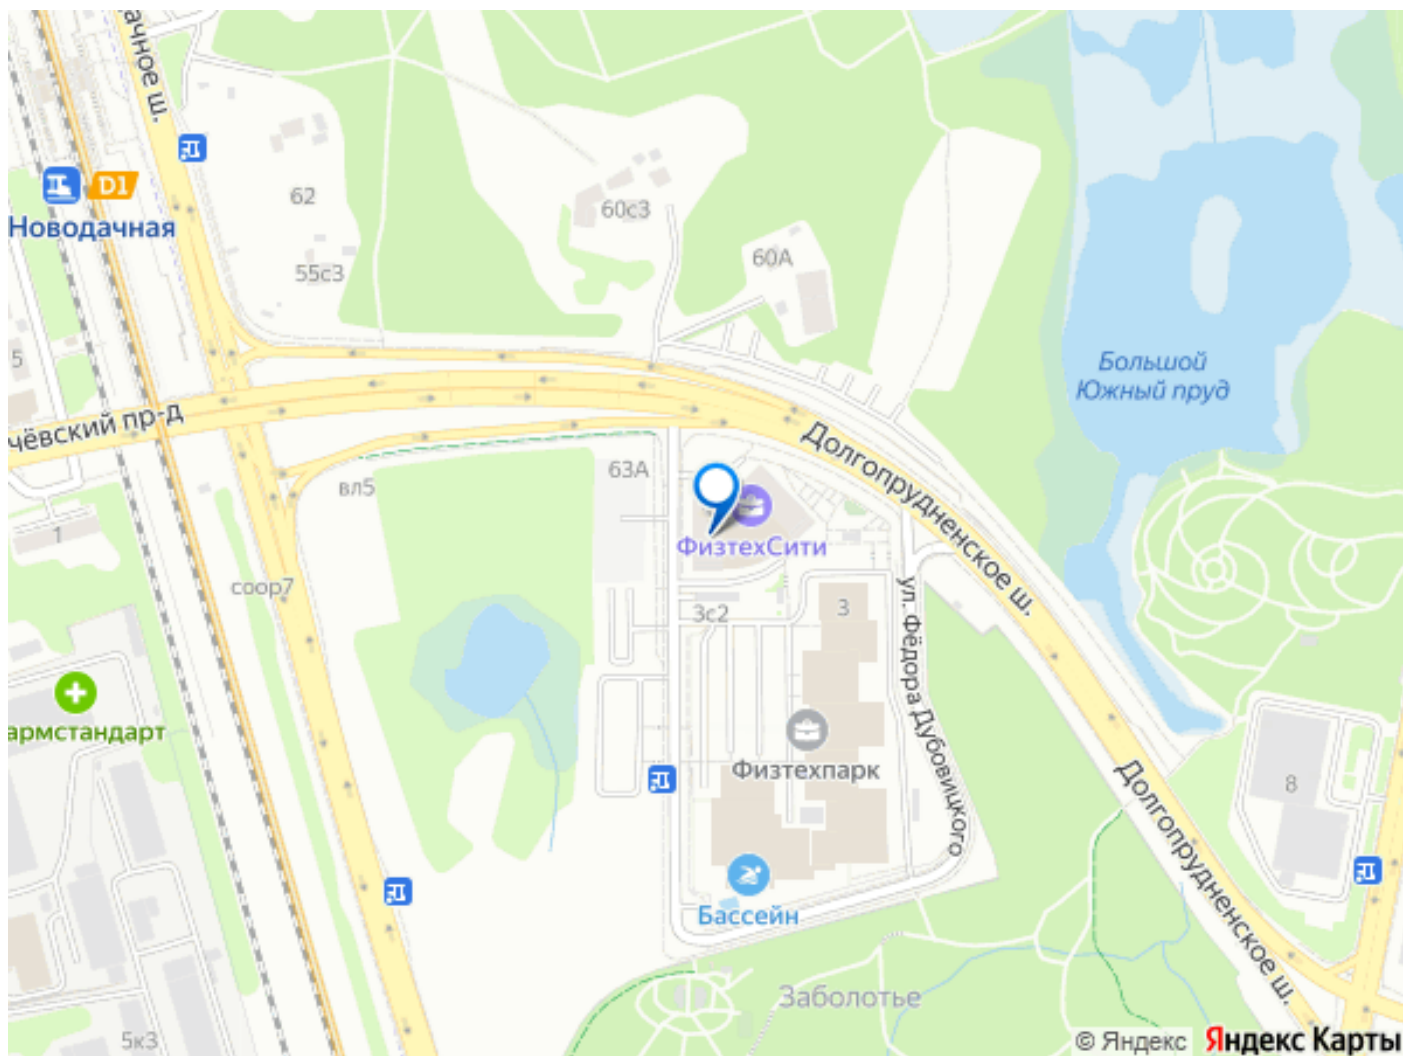 ачное ш.
D1
Новодачная
62
55с3
60с3
60А
5
Большой
Южный пруд
чёвский пр-д
Долгопрудненское ш.
63А
вл5
1
ФизтехСити
соор7
3с2
3
ул. Фёдора Дубовицкого
армстандарт
Физтехпарк
Долгопрудненское ш.
8
Бассейн
Заболотье
5к3
© Яндекс
Яндекс Карты